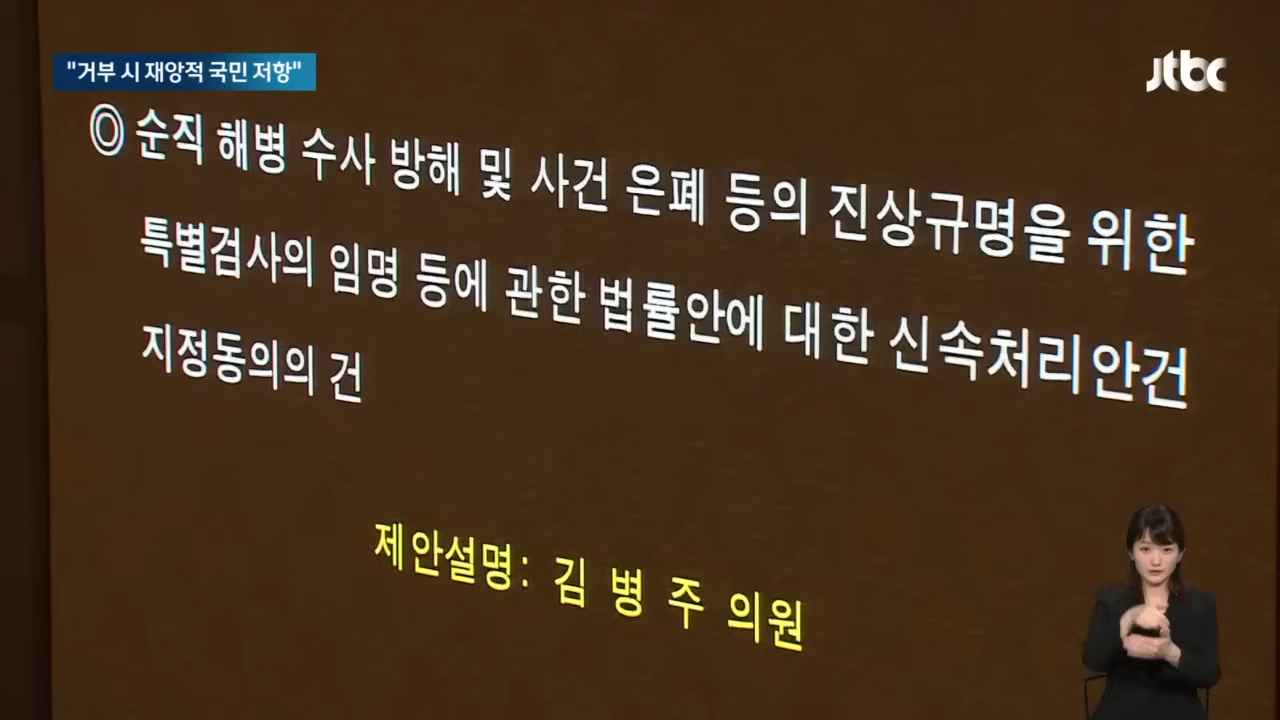 "거부 시 재앙적 국민 저항"
jtbc
◎ 순직 해병 수사 방해 및 사건 은폐 등의 진상규명을 위한
특별검사의 임명 등에 관한 법률안에 대한 신속처리안건
지정동의의 건
제안설명: 김 병 주 의원